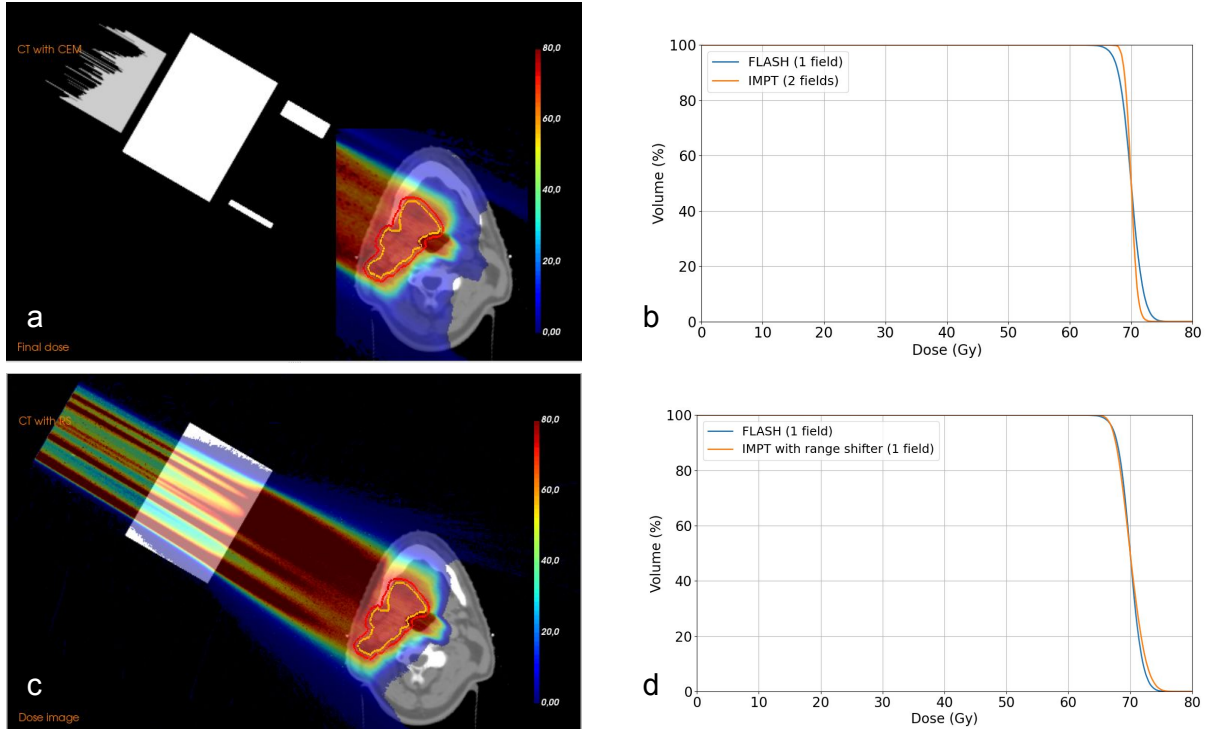 CT with CEM
80,0
60,0
40,0
20,0
0,00
a
Final dose
100
80
60
40
20
0
Volume (%)
FLASH (1 field)
IMPT (2 fields)
0 10 20 30 40 50 60 70 80
Dose (Gy)
b
CT with RS
80,0
60,0
40,0
20,0
0,00
c
Dose image
100
80
60
40
20
0
Volume (%)
FLASH (1 field)
IMPT with range shifter (1 field)
0 10 20 30 40 50 60 70 80
Dose (Gy)
d